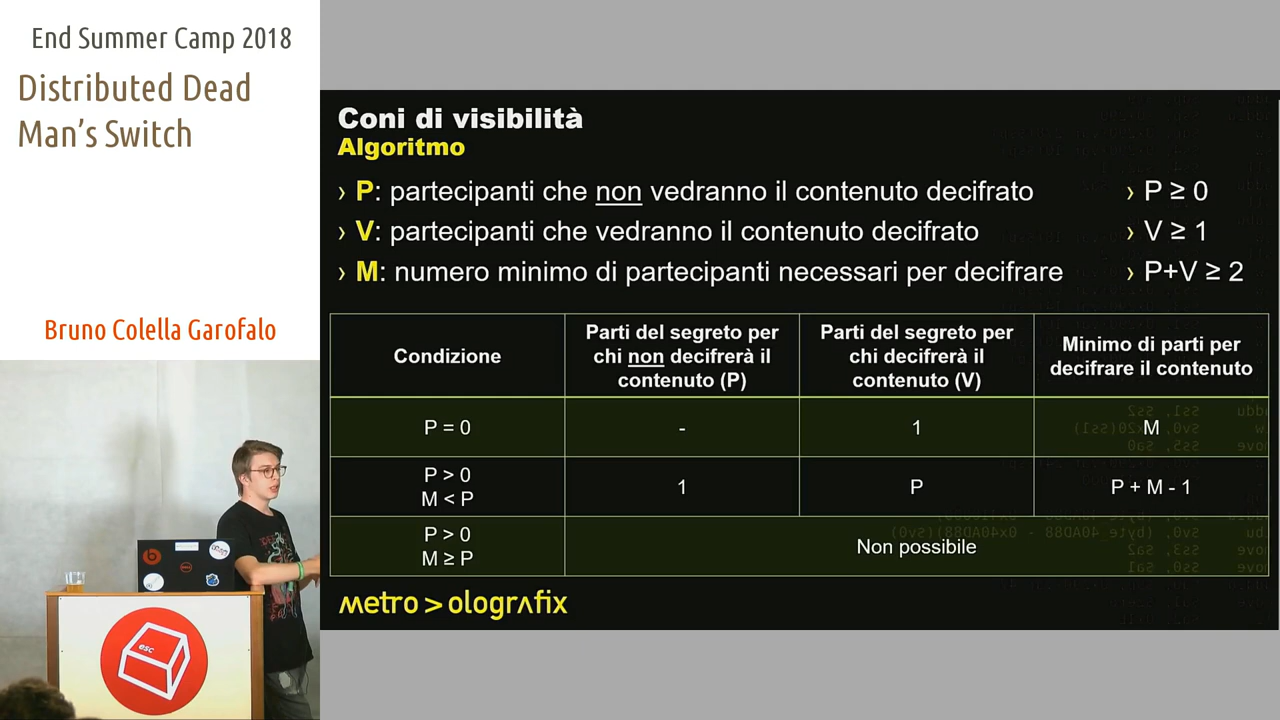 End Summer Camp 2018
Distributed Dead
Man's Switch
Bruno Colella Garofalo
Coni di visibilità
Algoritmo
› P: partecipanti che non vedranno il contenuto decifrato › P ≥ 0
› V: partecipanti che vedranno il contenuto decifrato › V ≥ 1
› M: numero minimo di partecipanti necessari per decifrare › P+V ≥ 2
Condizione
Parti del segreto per
chi non decifrerà il
contenuto (P)
Parti del segreto per
chi decifrerà il
contenuto (V)
Minimo di parti per
decifrare il contenuto
P = 0
-
1
M
P > 0
M < P
1
P
P + M - 1
P > 0
M ≥ P
Non possibile
metro > olografix
esc